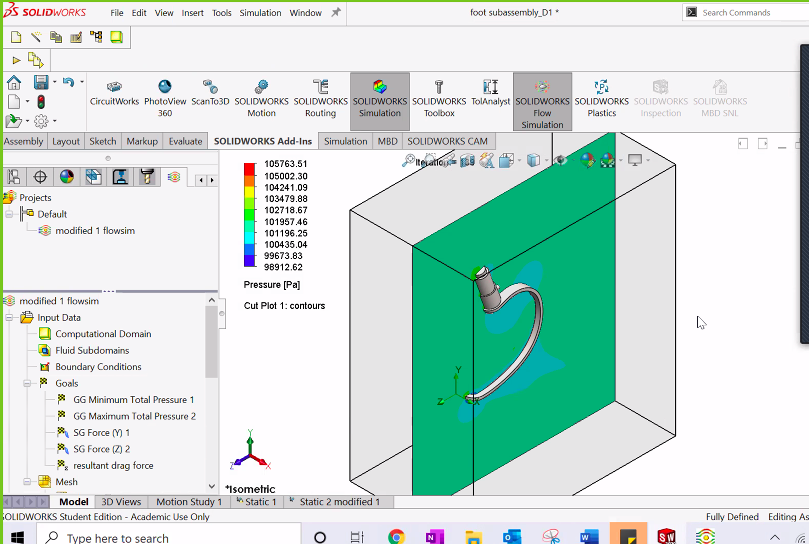 SOLIDWORKS File Edit View Insert Tools Simulation Window foot subassembly_D1 * Search Commands
CircuitWorks PhotoView 360 ScanTo3D SOLIDWORKS Motion SOLIDWORKS Routing SOLIDWORKS Simulation SOLIDWORKS Toolbox TolAnalyst SOLIDWORKS Flow Simulation SOLIDWORKS Plastics SOLIDWORKS Inspection SOLIDWORKS MBD SNL
Assembly Layout Sketch Markup Evaluate SOLIDWORKS Add-Ins Simulation MBD SOLIDWORKS CAM
Projects
Default
modified 1 flowsim
modified 1 flowsim
Input Data
Computational Domain
Fluid Subdomains
Boundary Conditions
Goals
GG Minimum Total Pressure 1
GG Maximum Total Pressure 2
SG Force (Y) 1
SG Force (Z) 2
resultant drag force
Mesh
105763.51
105002.30
104241.09
103479.88
102718.67
101957.46
101196.25
100435.04
99673.83
98912.62
Pressure [Pa]
Cut Plot 1: contours
Y
Z
Y
Z
X
*Isometric
Model 3D Views Motion Study 1 Static 1 Static 2 modified 1
SOLIDWORKS Student Edition - Academic Use Only Fully Defined Editing As
Type here to search